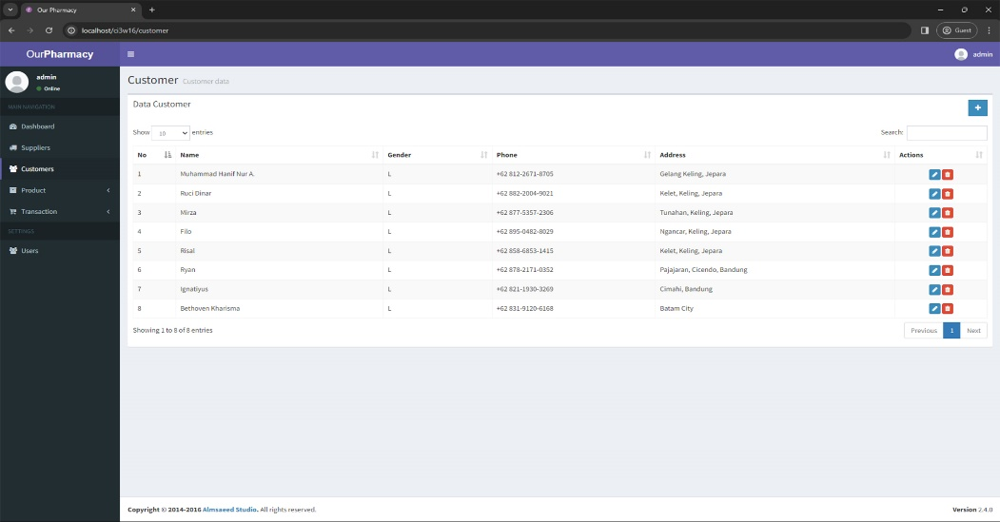 Our Pharmacy
localhost/ci3w16/customer
Guest
OurPharmacy
admin
admin
Online
MAIN NAVIGATION
Dashboard
Suppliers
Customers
Product
Transaction
SETTINGS
Users
Customer Customer data
Data Customer
Show 10 entries
Search:
No Name Gender Phone Address Actions
1 Muhammad Hanif Nur A. L +62 812-2671-8705 Gelang Keling, Jepara
2 Ruci Dinar L +62 882-2004-9021 Kelet, Keling, Jepara
3 Mirza L +62 877-5357-2306 Tunahan, Keling, Jepara
4 Filo L +62 895-0482-8029 Ngancar, Keling, Jepara
5 Risal L +62 858-6853-1415 Kelet, Keling, Jepara
6 Ryan L +62 878-2171-0352 Pajajaran, Cicendo, Bandung
7 Ignatiyus L +62 821-1930-3269 Cimahi, Bandung
8 Bethoven Kharisma L +62 831-9120-6168 Batam City
Showing 1 to 8 of 8 entries
Previous 1 Next
Copyright © 2014-2016 Almsaeed Studio. All rights reserved.
Version 2.4.0